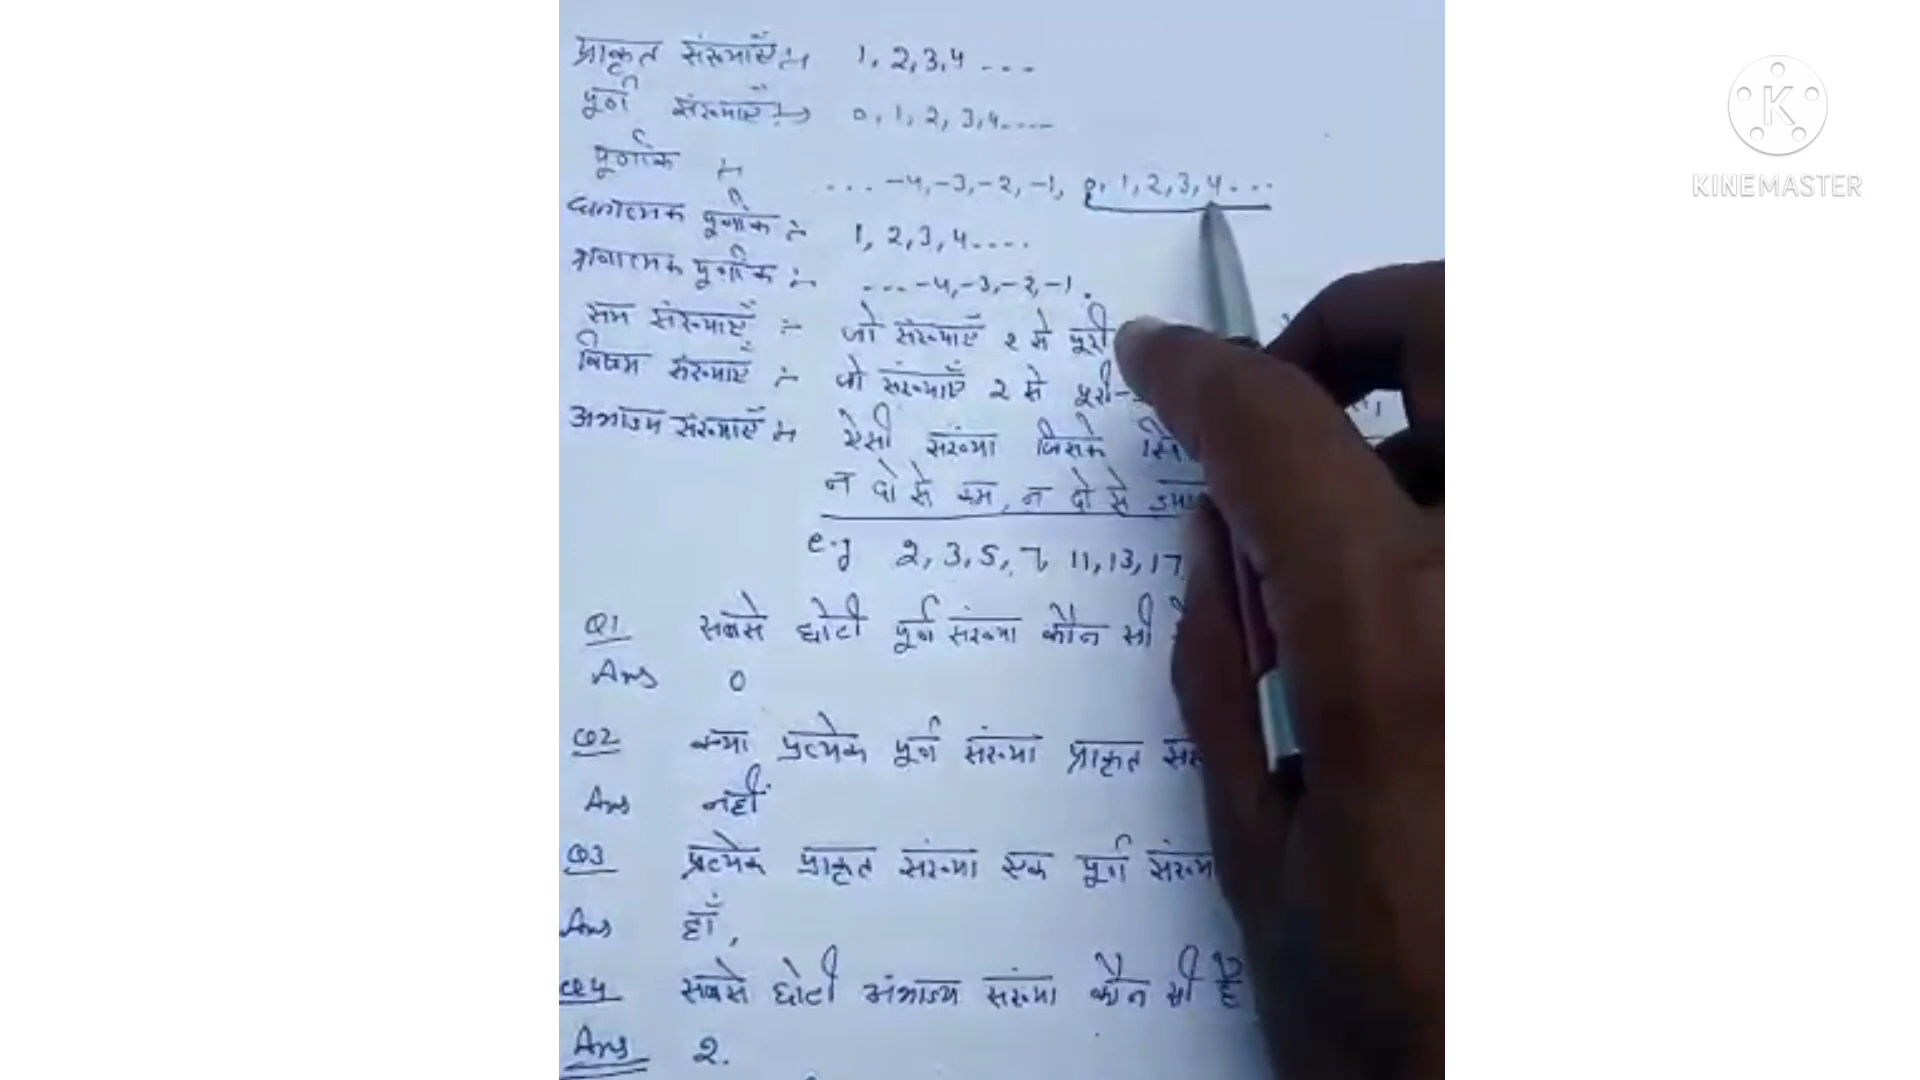 प्राकृत संख्याएँ :- 1, 2, 3, 4 ....
पूर्ण संख्याएँ :-> 0, 1, 2, 3, 4 ....
पूर्णांक :- ... -4, -3, -2, -1, 0, 1, 2, 3, 4 ...
धनात्मक पूर्णांक :- 1, 2, 3, 4 ....
ऋणात्मक पूर्णांक :- .... -4, -3, -2, -1.
सम संख्याएँ :- जो संख्याएँ 2 से पूरी
विषम संख्याएँ :- जो संख्याएँ 2 से पूरी-
अभाज्य संख्याएँ :- ऐसी संख्या जिसके
न दो से कम, न दो से
e.g 2, 3, 5, 7, 11, 13, 17
Q1 सबसे छोटी पूर्ण संख्या कौन सी
Ans 0
Q2 क्या प्रत्येक पूर्ण संख्या प्राकृत
Ans नहीं
Q3 प्रत्येक प्राकृत संख्या एक पूर्ण संख्या
Ans हाँ,
Q4 सबसे छोटी अभाज्य संख्या कौन सी है
Ans 2.
KINEMASTER